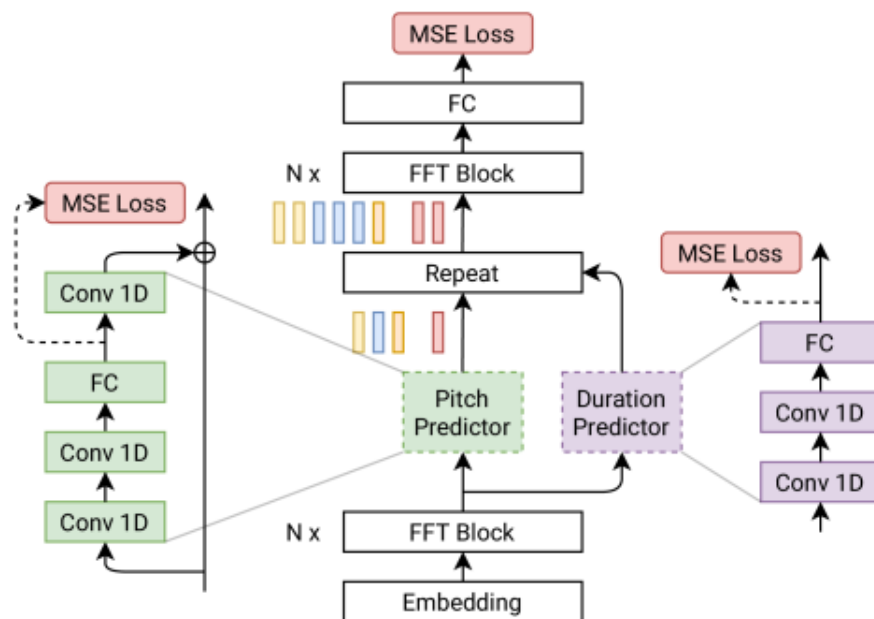 MSE Loss
FC
N x
FFT Block
MSE Loss
Repeat
MSE Loss
Conv 1D
FC
FC
Pitch
Predictor
Duration
Predictor
Conv 1D
Conv 1D
Conv 1D
Conv 1D
N x
FFT Block
Embedding